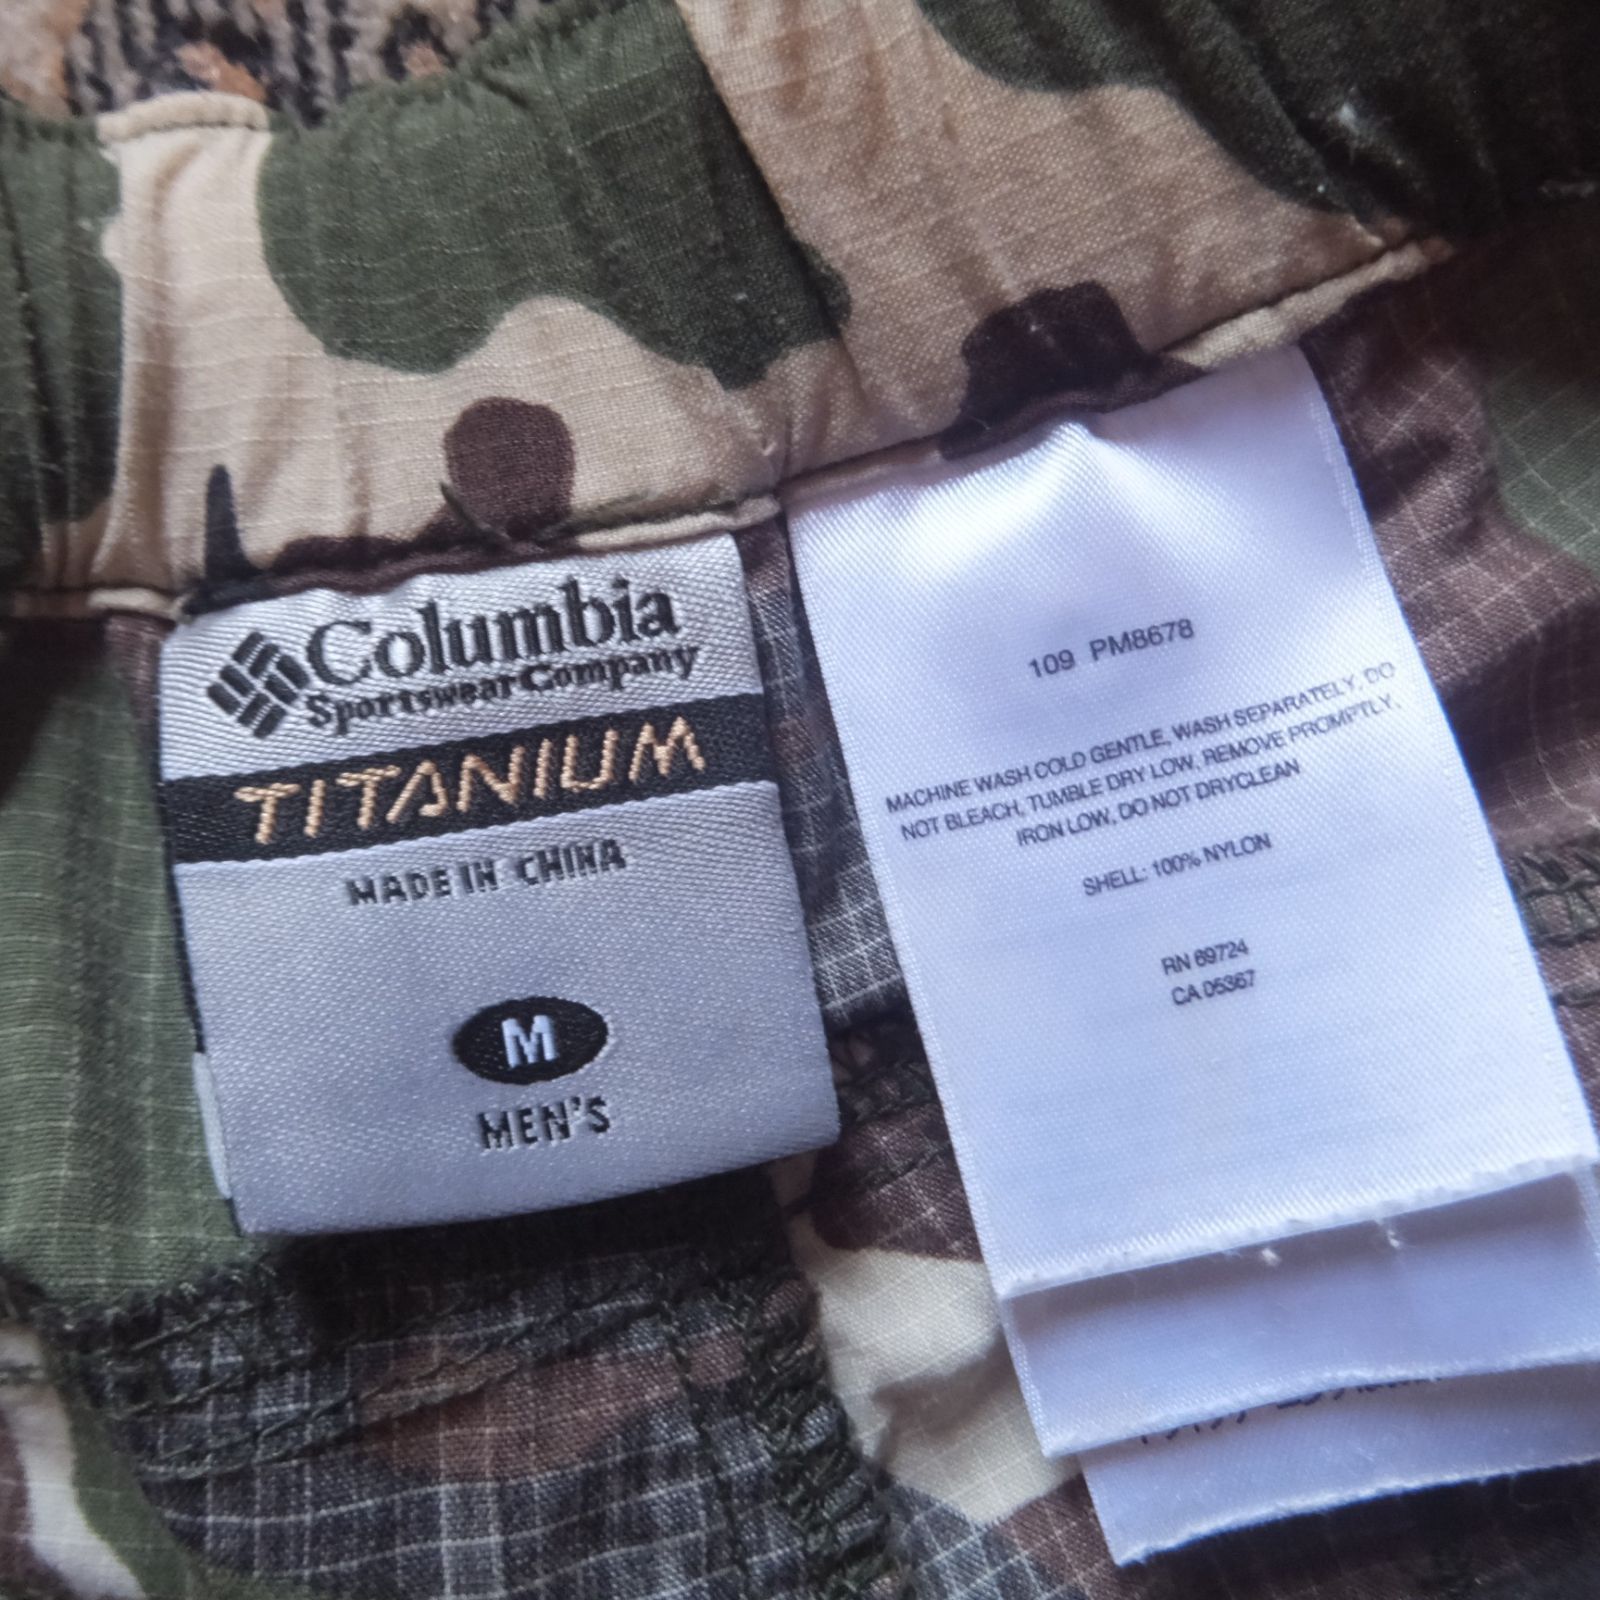 Columbia
Sportswear Company
TITANIUM
MADE IN CHINA
M
MEN'S
109 PM8678
MACHINE WASH COLD GENTLE, WASH SEPARATELY, DO
NOT BLEACH, TUMBLE DRY LOW, REMOVE PROMPTLY,
IRON LOW, DO NOT DRYCLEAN
SHELL: 100% NYLON
RN 69724
CA 05367